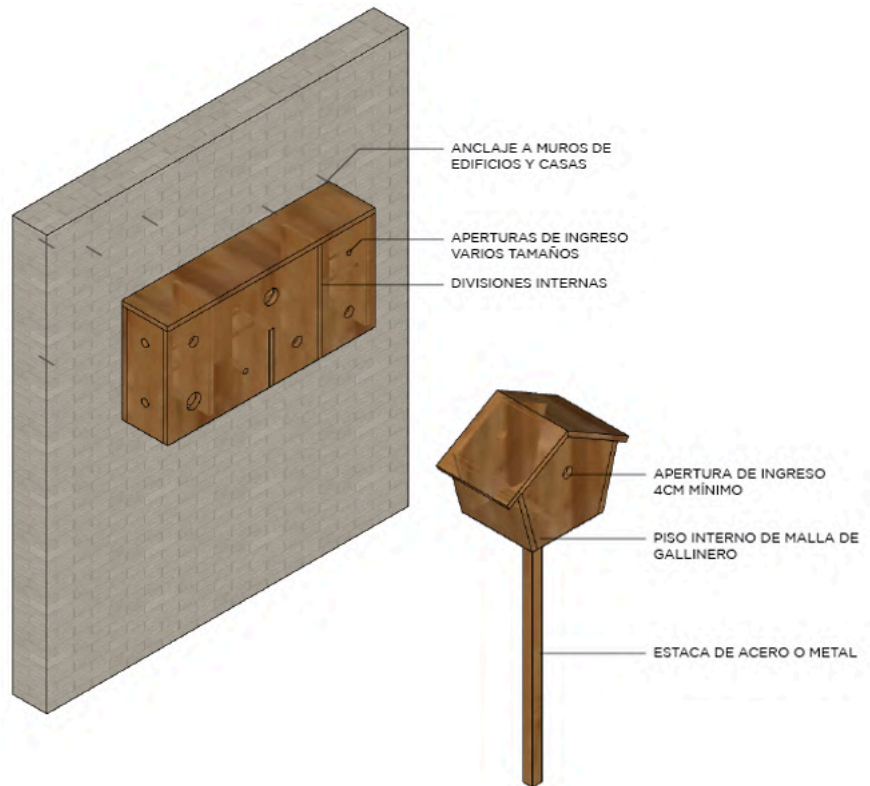 ANCLAJE A MUROS DE
EDIFICIOS Y CASAS
APERTURAS DE INGRESO
VARIOS TAMAÑOS
DIVISIONES INTERNAS
APERTURA DE INGRESO
4CM MÍNIMO
PISO INTERNO DE MALLA DE
GALLINERO
ESTACA DE ACERO O METAL